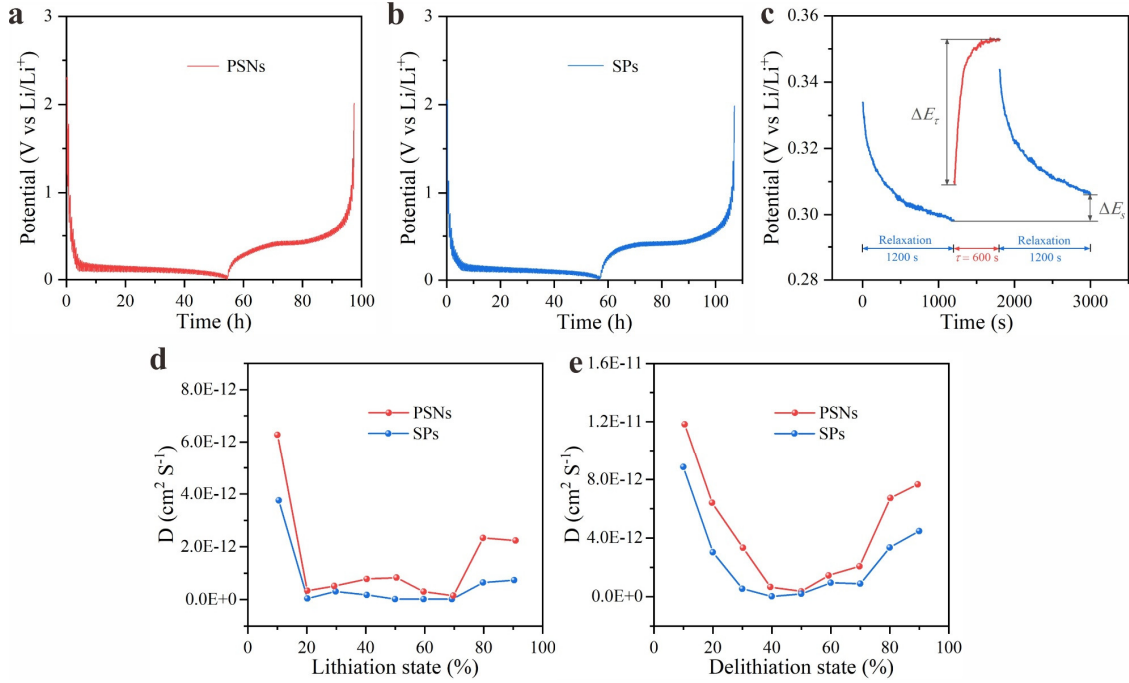 a
3
2
1
0
Potential (V vs Li/Li⁺)
PSNs
0 20 40 60 80 100
Time (h)
b
3
2
1
0
Potential (V vs Li/Li⁺)
SPs
0 20 40 60 80 100
Time (h)
c
0.36
0.34
0.32
0.30
0.28
Potential (V vs Li/Li⁺)
ΔEτ
ΔEs
Relaxation
1200 s
τ = 600 s
Relaxation
1200 s
0 1000 2000 3000
Time (s)
d
8.0E-12
6.0E-12
4.0E-12
2.0E-12
0.0E+0
D (cm² S⁻¹)
PSNs
SPs
0 20 40 60 80 100
Lithiation state (%)
e
1.6E-11
1.2E-11
8.0E-12
4.0E-12
0.0E+0
D (cm² S⁻¹)
PSNs
SPs
0 20 40 60 80 100
Delithiation state (%)